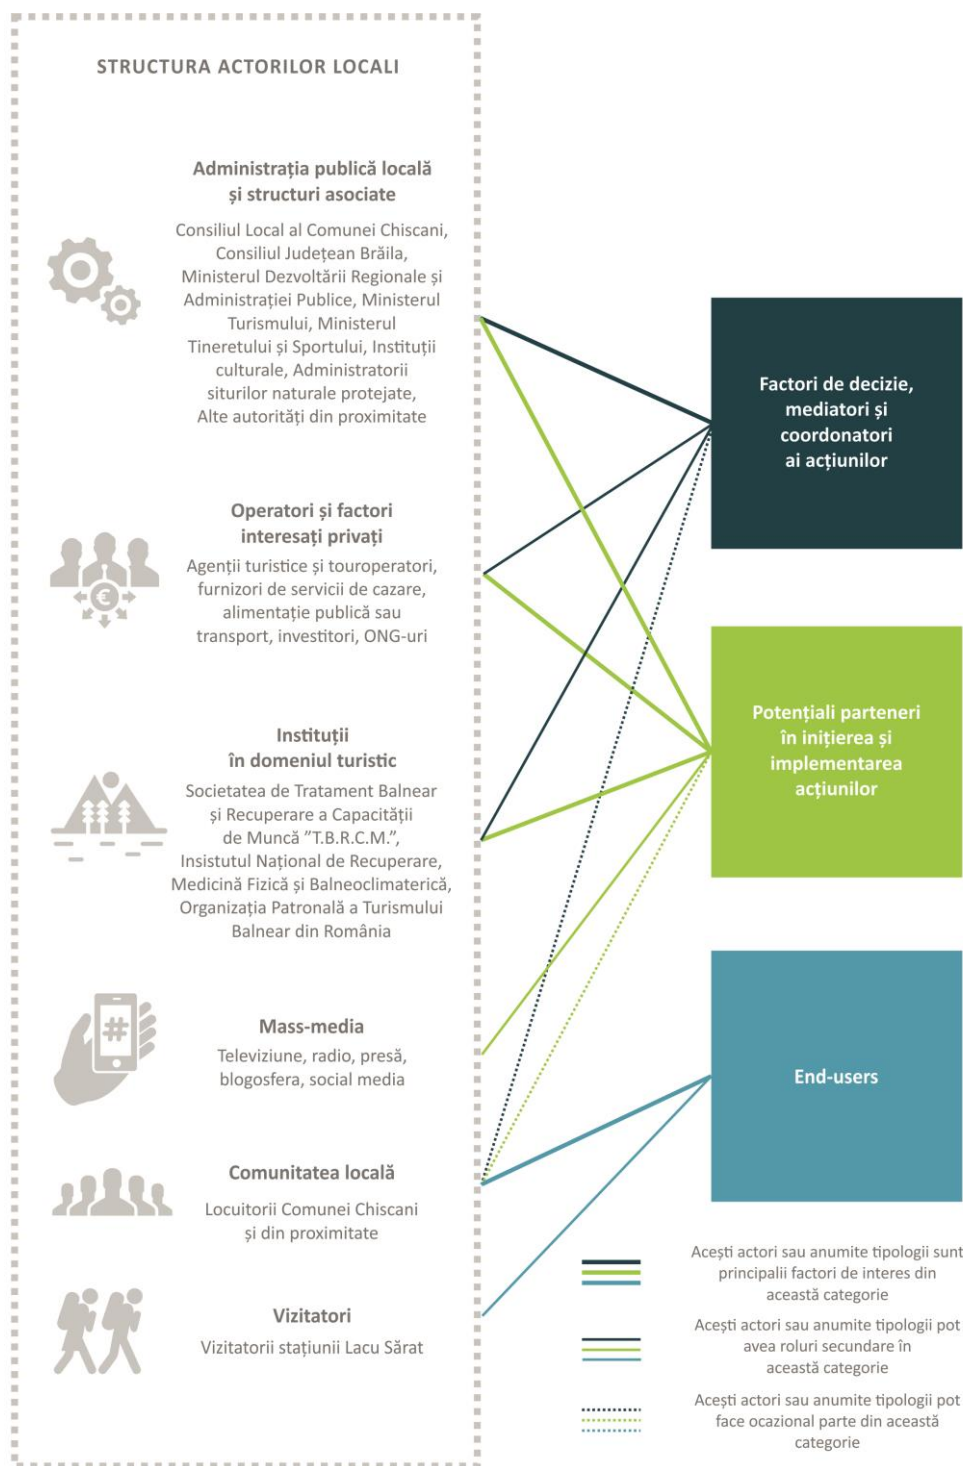 STRUCTURA ACTORILOR LOCALI
Administrația publică locală
și structuri asociate
Consiliul Local al Comunei Chiscani,
Consiliul Județean Brăila,
Ministerul Dezvoltării Regionale și
Administrației Publice, Ministerul
Turismului, Ministerul
Tineretului și Sportului, Instituții
culturale, Administratorii
siturilor naturale protejate,
Alte autorități din proximitate
Operatori și factori
interesați privați
Agenții turistice și touroperatori,
furnizori de servicii de cazare,
alimentație publică sau
transport, investitori, ONG-uri
€
Instituții
în domeniul turistic
Societatea de Tratament Balnear
și Recuperare a Capacității
de Muncă ”T.B.R.C.M.”,
Insistutul Național de Recuperare,
Medicină Fizică și Balneoclimaterică,
Organizația Patronală a Turismului
Balnear din România
#
Mass-media
Televiziune, radio, presă,
blogosfera, social media
Comunitatea locală
Locuitorii Comunei Chiscani
și din proximitate
Vizitatori
Vizitatorii stațiunii Lacu Sărat
Factori de decizie,
mediatori și
coordonatori
ai acțiunilor
Potențiali parteneri
în inițierea și
implementarea
acțiunilor
End-users
Acești actori sau anumite tipologii sunt
principalii factori de interes din
această categorie
Acești actori sau anumite tipologii pot
avea roluri secundare în
această categorie
Acești actori sau anumite tipologii pot
face ocazional parte din această
categorie